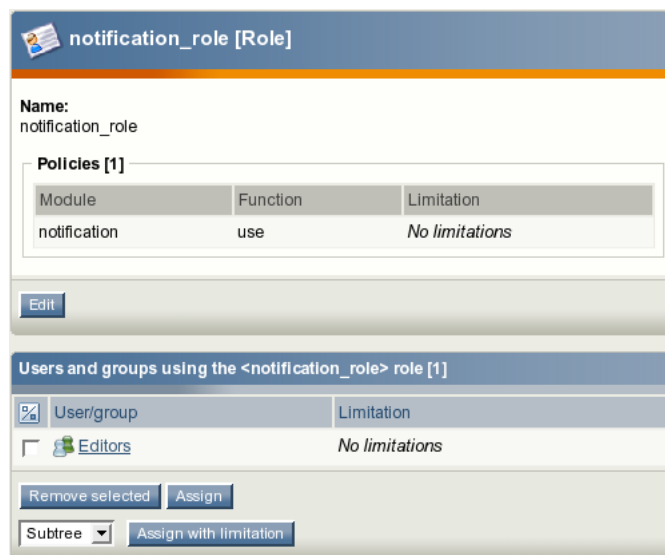 notification_role [Role]
Name:
notification_role
Policies [1]
Module Function Limitation
notification use No limitations
Edit
Users and groups using the <notification_role> role [1]
User/group Limitation
Editors No limitations
Remove selected Assign
Subtree Assign with limitation